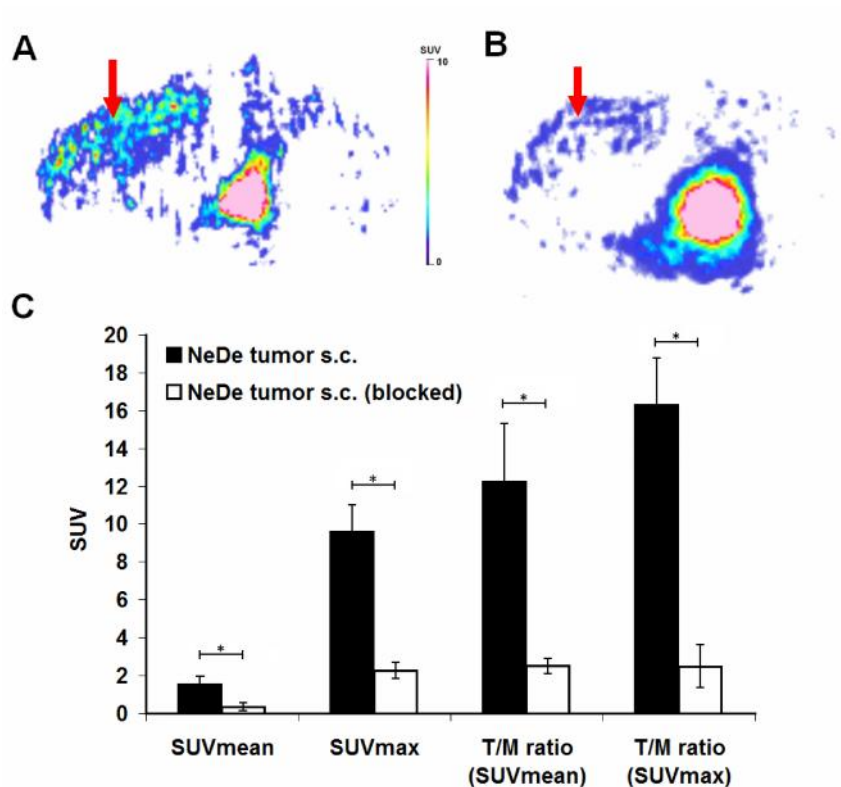 A
SUV
10
0
B
C
20
18
16
14
12
10
8
6
4
2
0
SUV
NeDe tumor s.c.
NeDe tumor s.c. (blocked)
*
*
*
*
SUVmean
SUVmax
T/M ratio
(SUVmean)
T/M ratio
(SUVmax)